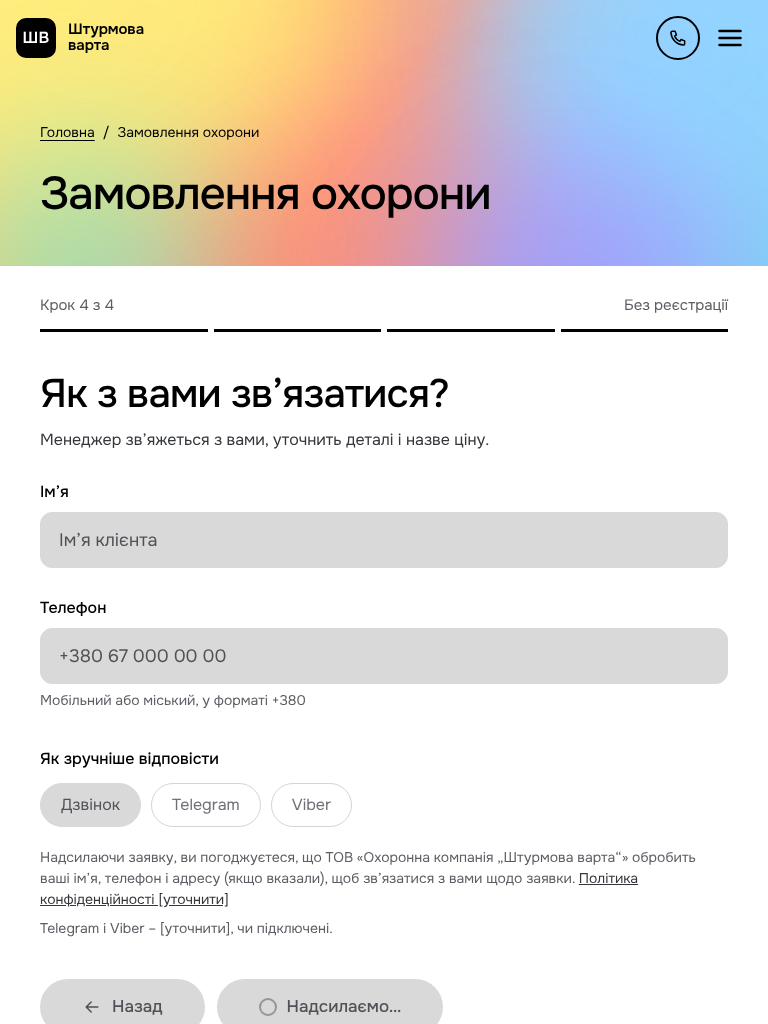 ШВ
Штурмова
варта
Головна / Замовлення охорони
Замовлення охорони
Крок 4 з 4
Без реєстрації
Як з вами зв’язатися?
Менеджер зв’яжеться з вами, уточнить деталі і назве ціну.
Ім’я
Ім’я клієнта
Телефон
+380 67 000 00 00
Мобільний або міський, у форматі +380
Як зручніше відповісти
Дзвінок
Telegram
Viber
Надсилаючи заявку, ви погоджуєтеся, що ТОВ «Охоронна компанія „Штурмова варта“» обробить
ваші ім’я, телефон і адресу (якщо вказали), щоб зв’язатися з вами щодо заявки. Політика
конфіденційності [уточнити]
Telegram і Viber – [уточнити], чи підключені.
← Назад
Надсилаємо...